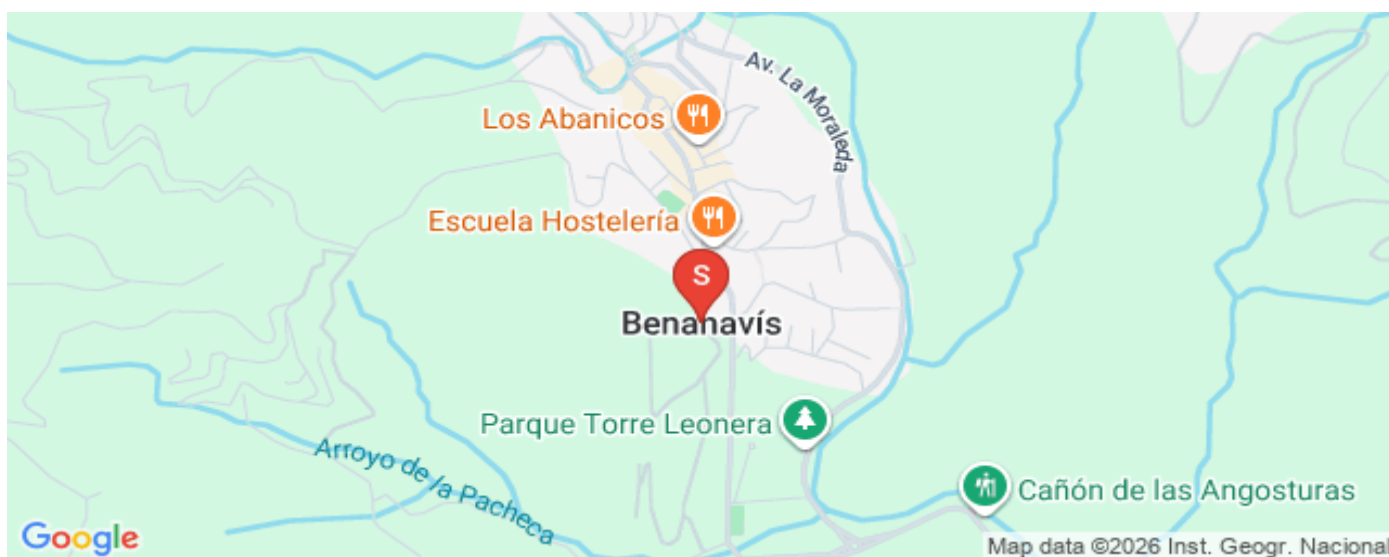 Av. La Moraleda
Los Abanicos
Escuela Hostelería
S
Benahavís
Parque Torre Leonera
Arroyo de la Pacheca
Cañón de las Angosturas
Google
Map data ©2026 Inst. Geogr. Nacional